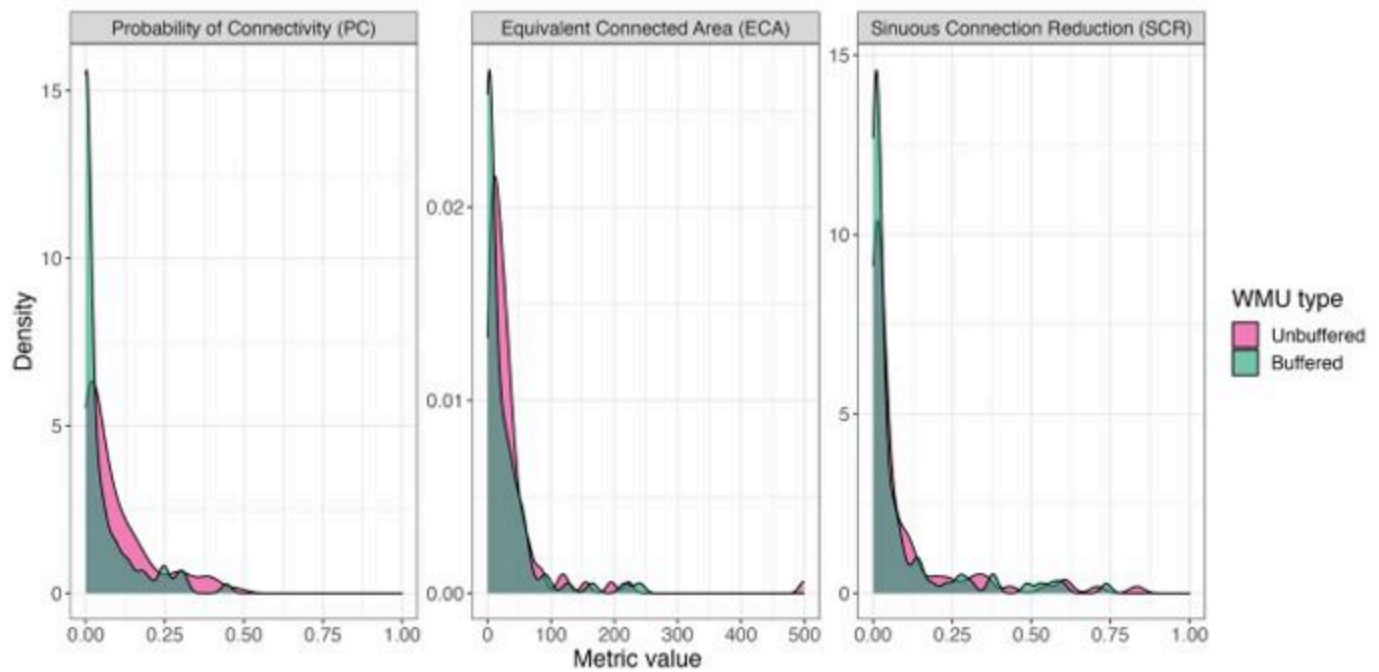 Probability of Connectivity (PC)
Equivalent Connected Area (ECA)
Sinuous Connection Reduction (SCR)
Density
15
10
5
0
0.02
0.01
0.00
15
10
5
0
0.00 0.25 0.50 0.75 1.00
0 100 200 300 400 500
0.00 0.25 0.50 0.75 1.00
Metric value
WMU type
Unbuffered
Buffered